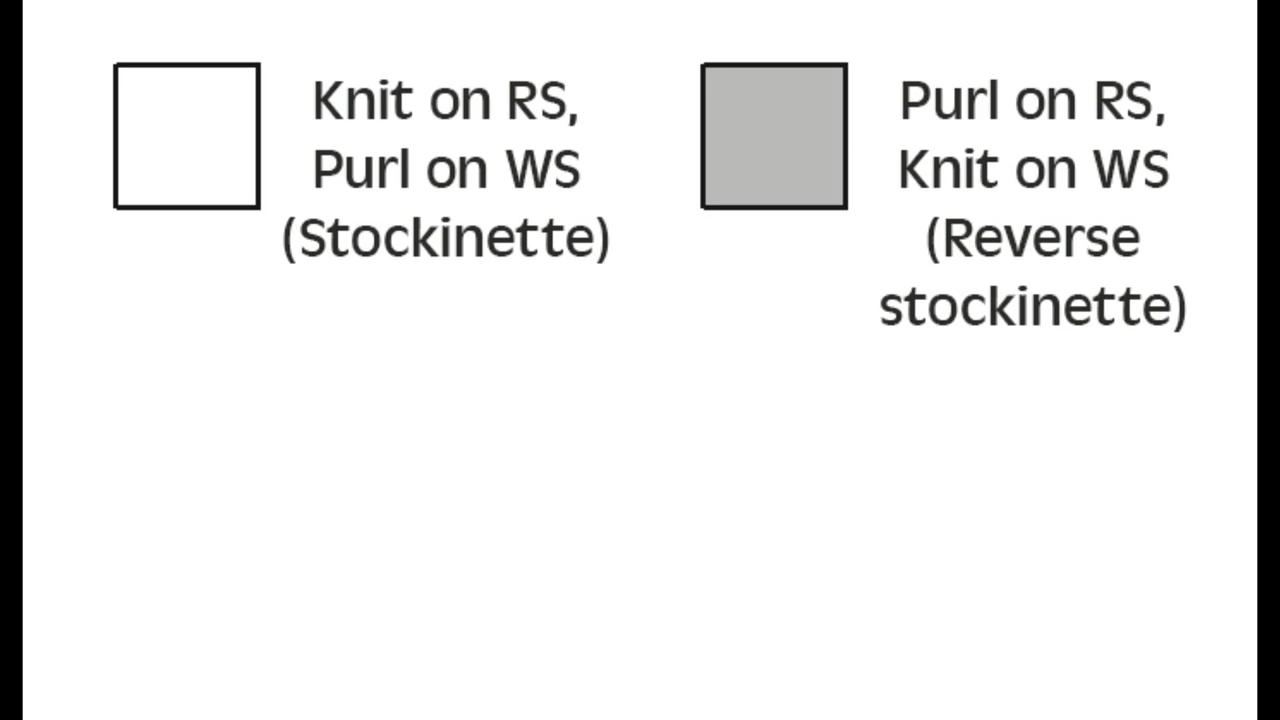 Knit on RS,
Purl on WS
(Stockinette)
Purl on RS,
Knit on WS
(Reverse
stockinette)